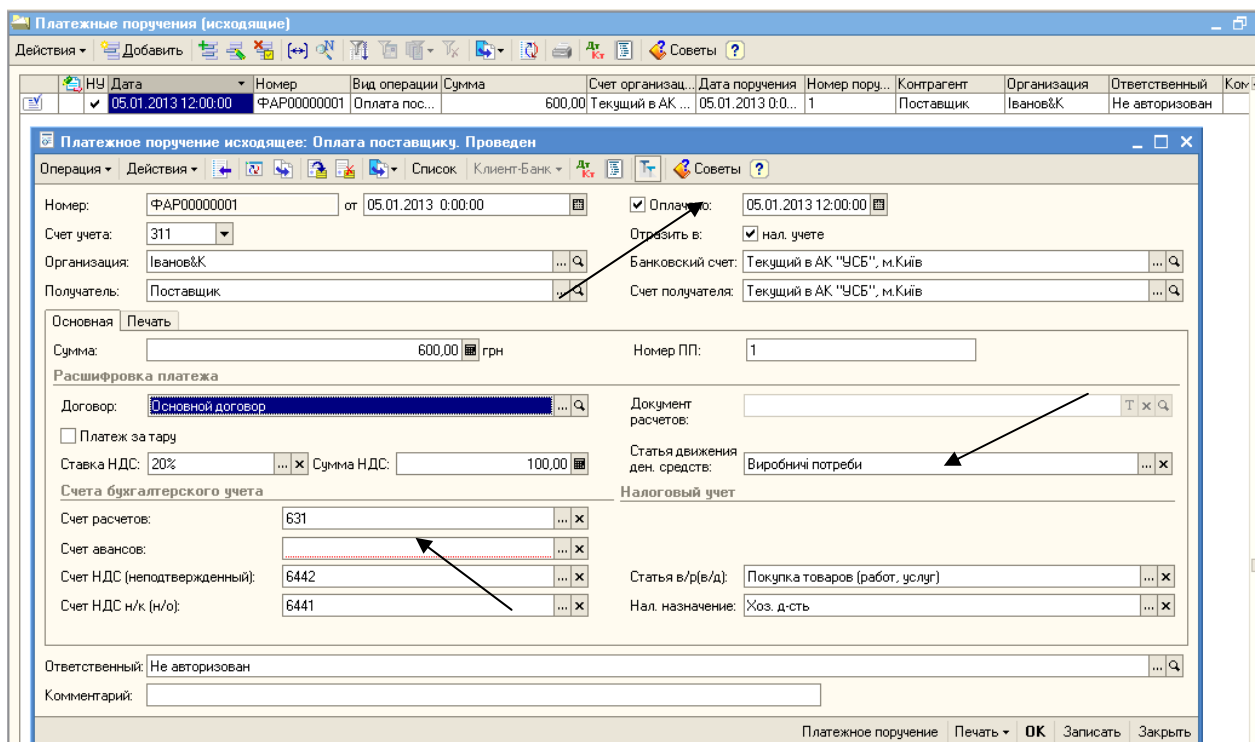 Платежные поручения (исходящие)
Действия Добавить Советы ?
НУ Дата Номер Вид операции Сумма Счет организац... Дата поручения Номер пору... Контрагент Организация Ответственный Ком
05.01.2013 12:00:00 ФАР00000001 Оплата пос... 600,00 Текущий в АК ... 05.01.2013 0:0... 1 Поставщик Іванов&К Не авторизован
Платежное поручение исходящее: Оплата поставщику. Проведен
Операция Действия Список Клиент-Банк Советы ?
Номер: ФАР00000001 от 05.01.2013 0:00:00 Оплачено: 05.01.2013 12:00:00
Счет учета: 311 Отразить в: нал. учете
Организация: Іванов&К ... Банковский счет: Текущий в АК "УСБ", м.Київ ...
Получатель: Поставщик ... Счет получателя: Текущий в АК "УСБ", м.Київ ...
Основная Печать
Сумма: 600,00 грн Номер ПП: 1
Расшифровка платежа
Договор: Основной договор ... Документ расчетов: T x
Платеж за тару
Ставка НДС: 20% ... x Сумма НДС: 100,00 Статья движения ден. средств: Виробничі потреби ... x
Счета бухгалтерского учета Налоговый учет
Счет расчетов: 631 ... x
Счет авансов: ... x
Счет НДС (неподтвержденный): 6442 ... x Статья в/р(в/д): Покупка товаров (работ, услуг) ... x
Счет НДС н/к (н/о): 6441 ... x Нал. назначение: Хоз. д-сть ... x
Ответственный: Не авторизован ...
Комментарий:
Платежное поручение Печать OK Записать Закрыть